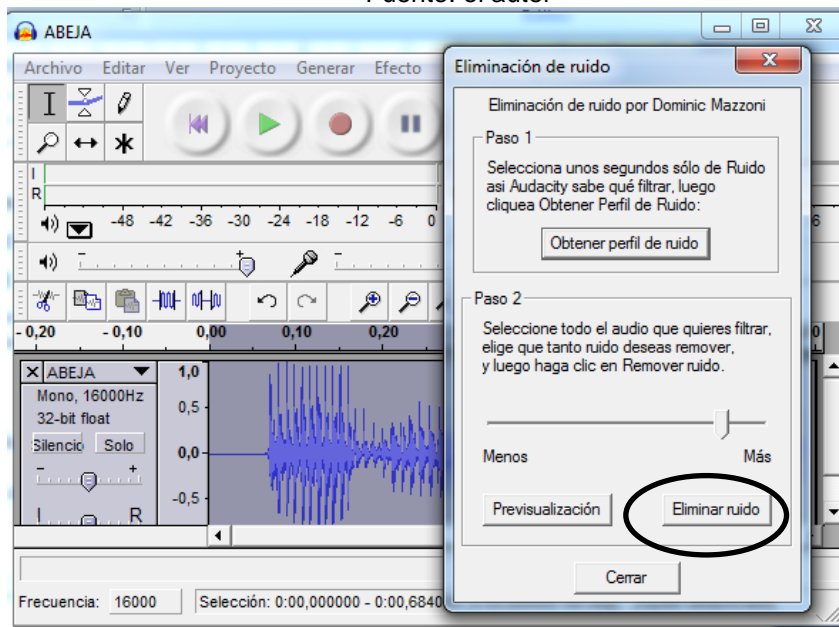 Fuente: el autor
ABEJA
Archivo Editar Ver Proyecto Generar Efecto
I
R
-48 -42 -36 -30 -24 -18 -12 -6 0
- 0,20 - 0,10 0,00 0,10 0,20
ABEJA
Mono, 16000Hz
32-bit float
Silencio Solo
- +
I R
1,0
0,5
0,0
-0,5
Frecuencia: 16000 Selección: 0:00,000000 - 0:00,6840
Eliminación de ruido
Eliminación de ruido por Dominic Mazzoni
Paso 1
Selecciona unos segundos sólo de Ruido
asi Audacity sabe qué filtrar, luego
cliquea Obtener Perfil de Ruido:
Obtener perfil de ruido
Paso 2
Seleccione todo el audio que quieres filtrar,
elige que tanto ruido deseas remover,
y luego haga clic en Remover ruido.
Menos Más
Previsualización Eliminar ruido
Cerrar